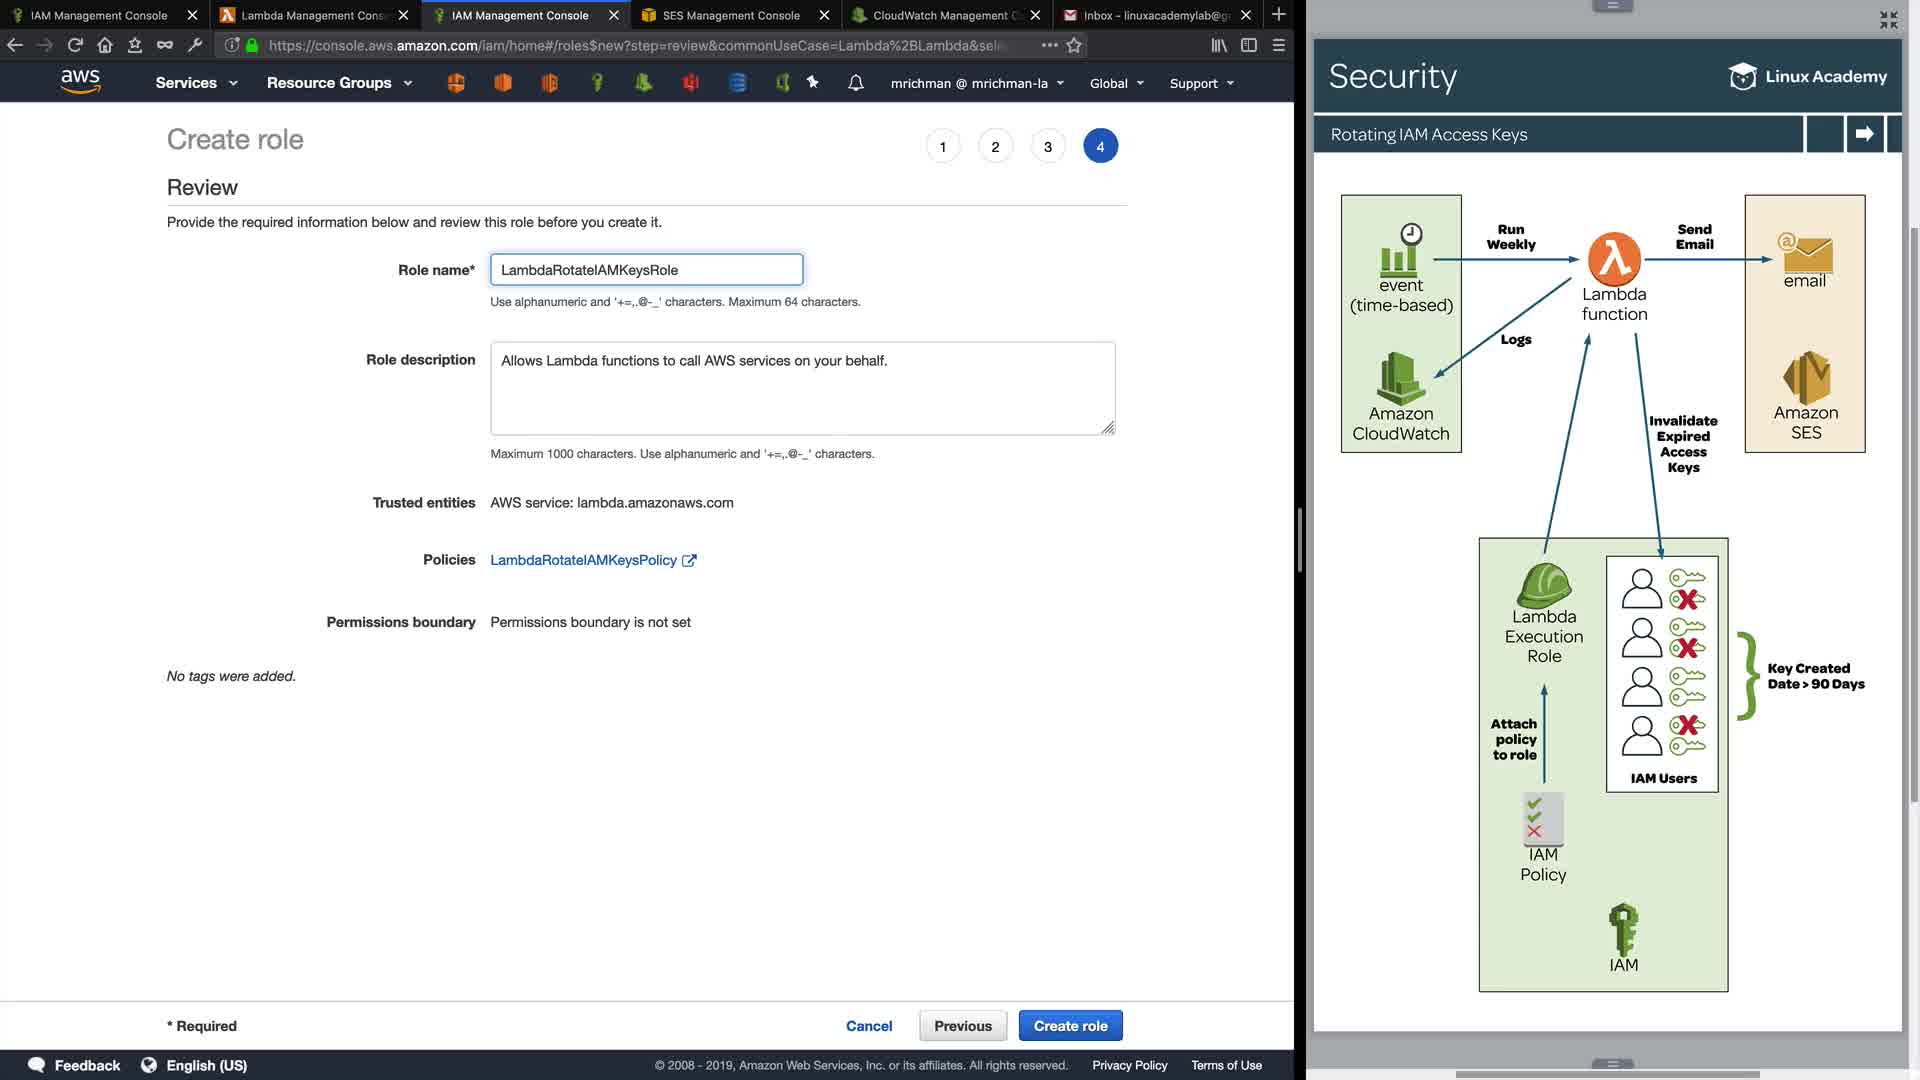 IAM Management Console
Lambda Management Cons
IAM Management Console
SES Management Console
CloudWatch Management C
Inbox - linuxacademylab@g
https://console.aws.amazon.com/iam/home#/roles$new?step=review&commonUseCase=Lambda%2BLambda&sele
aws
Services
Resource Groups
mrichman @ mrichman-la
Global
Support
Create role
1
2
3
4
Review
Provide the required information below and review this role before you create it.
Role name*
LambdaRotateIAMKeysRole
Use alphanumeric and '+=,.@-_' characters. Maximum 64 characters.
Role description
Allows Lambda functions to call AWS services on your behalf.
Maximum 1000 characters. Use alphanumeric and '+=,.@-_' characters.
Trusted entities
AWS service: lambda.amazonaws.com
Policies
LambdaRotateIAMKeysPolicy
Permissions boundary
Permissions boundary is not set
No tags were added.
* Required
Cancel
Previous
Create role
Feedback
English (US)
© 2008 - 2019, Amazon Web Services, Inc. or its affiliates. All rights reserved.
Privacy Policy
Terms of Use
Security
Linux Academy
Rotating IAM Access Keys
event
(time-based)
Run
Weekly
Lambda
function
Send
Email
email
Logs
Amazon
CloudWatch
Amazon
SES
Invalidate
Expired
Access
Keys
Lambda
Execution
Role
Key Created
Date > 90 Days
Attach
policy
to role
IAM Users
IAM
Policy
IAM